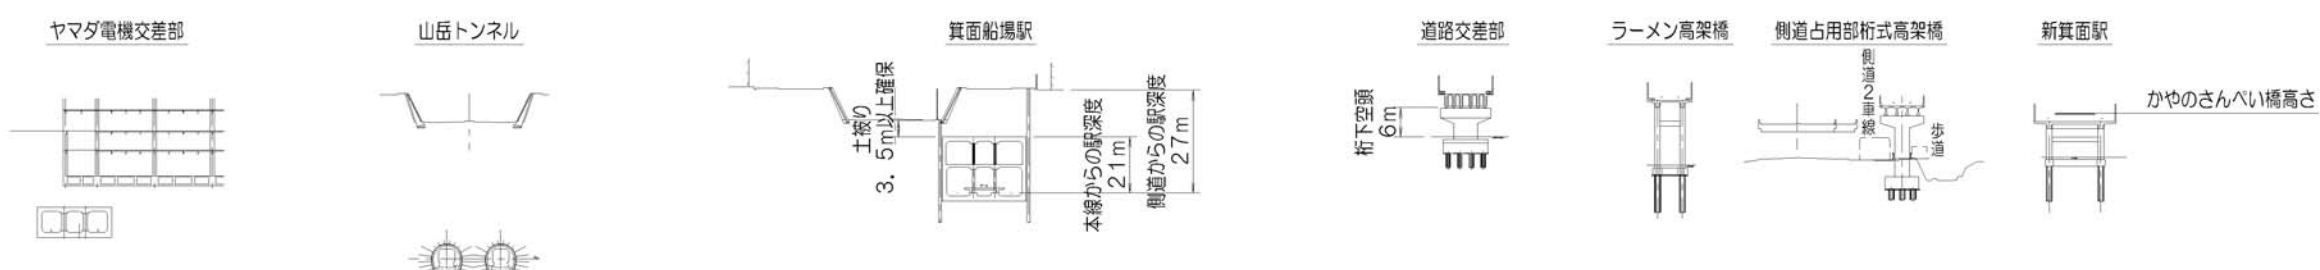 ヤマダ電機交差部
山岳トンネル
箕面船場駅
土被り
3．5m以上確保
本線からの駅深度
21m
側道からの駅深度
27m
道路交差部
桁下空頭
6m
ラーメン高架橋
側道占用部桁式高架橋
側道2車線
歩道
新箕面駅
かやのさんぺい橋高さ